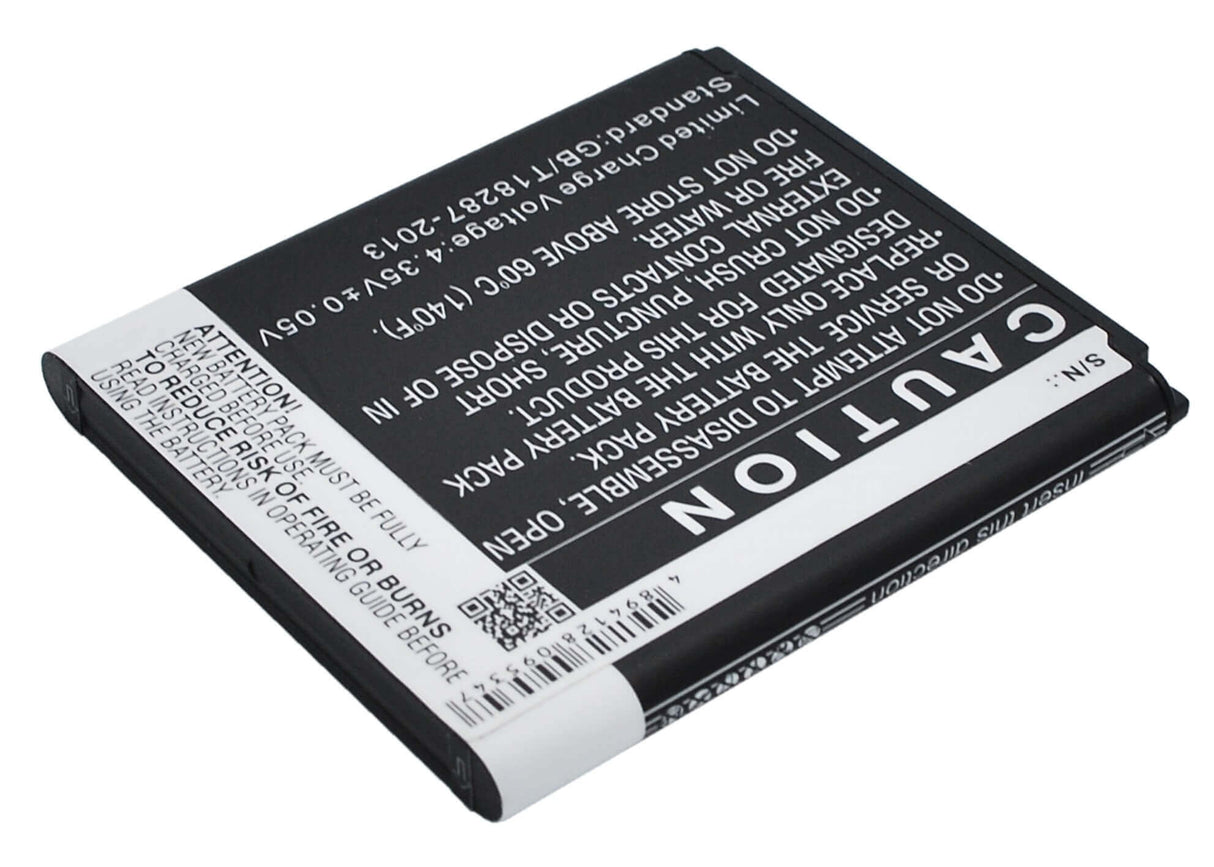 S/N.:
CAUTION
•DO NOT ATTEMPT TO DISASSEMBLE, OPEN
OR SERVICE THE BATTERY PACK.
•REPLACE ONLY WITH THE BATTERY PACK
DESIGNATED FOR THIS PRODUCT.
•DO NOT CRUSH, PUNCTURE, SHORT
EXTERNAL CONTACTS OR DISPOSE OF IN
FIRE OR WATER.
•DO NOT STORE ABOVE 60°C (140°F).
Limited Charge Voltage:4.35V±0.05V
Standard:GB/T18287-2013
ATTENTION!
NEW BATTERY PACK MUST BE FULLY
CHARGED BEFORE USE.
TO REDUCE RISK OF FIRE OR BURNS
READ INSTRUCTIONS IN OPERATING GUIDE BEFORE
USING THE BATTERY.
4 894128 095347
Insert this direction